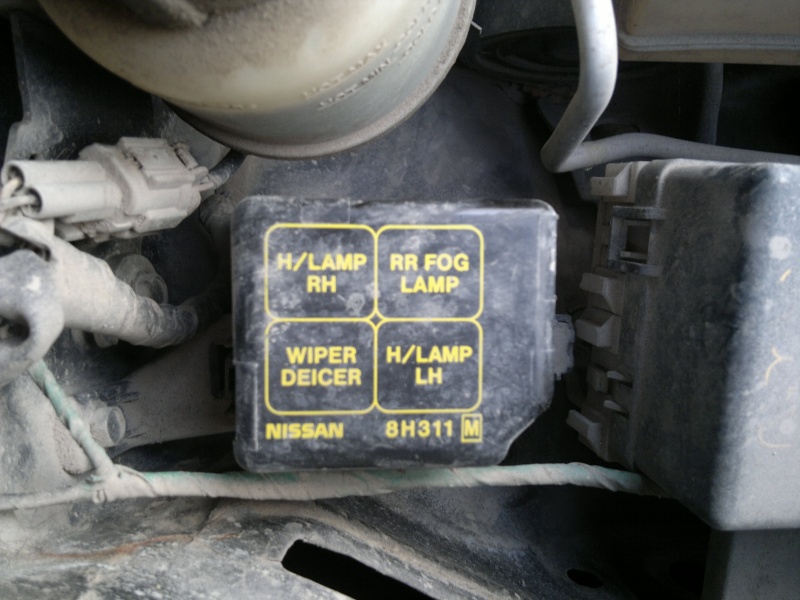 H/LAMP
RH
RR FOG
LAMP
WIPER
DEICER
H/LAMP
LH
NISSAN 8H311 M